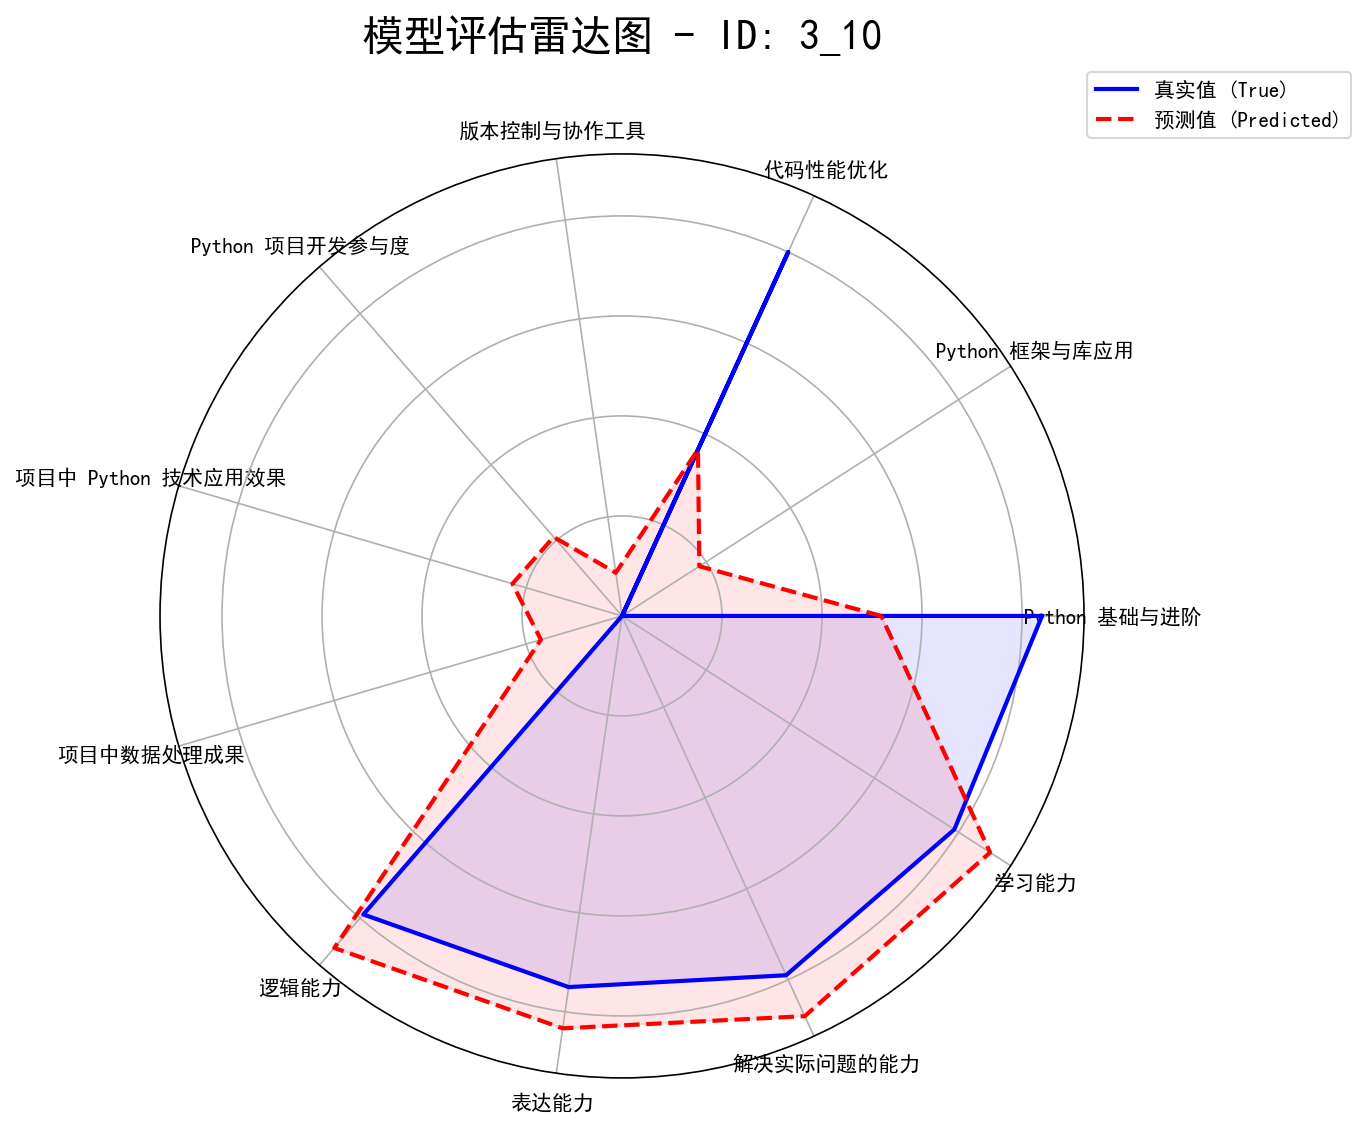 模型评估雷达图 - ID: 3_10
真实值 (True)
预测值 (Predicted)
版本控制与协作工具
代码性能优化
Python 项目开发参与度
Python 框架与库应用
项目中 Python 技术应用效果
Python 基础与进阶
项目中数据处理成果
学习能力
逻辑能力
解决实际问题的能力
表达能力